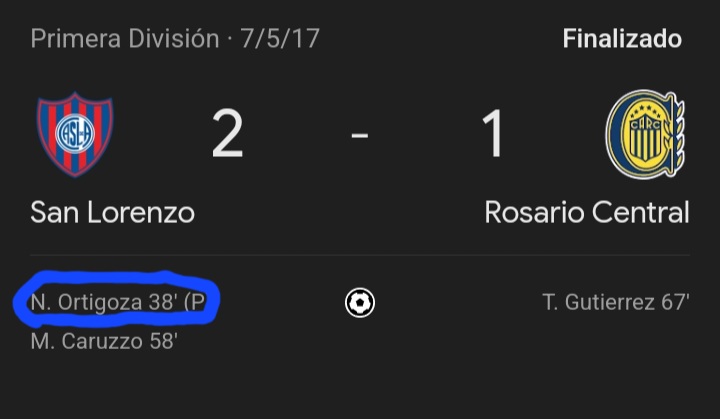 Primera División · 7/5/17
Finalizado
CASLA
2 - 1
CARC
San Lorenzo
Rosario Central
N. Ortigoza 38' (P
T. Gutierrez 67'
M. Caruzzo 58'